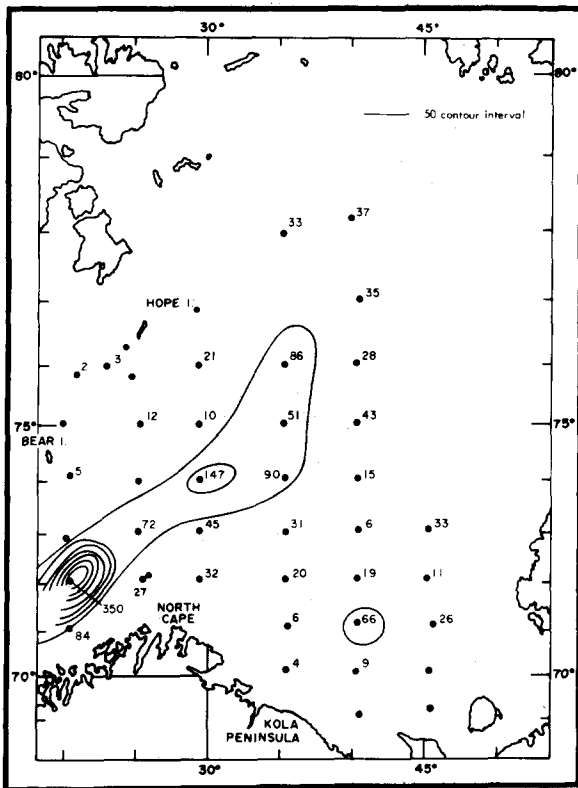 30° 45°
80° 80°
50 contour interval
33 37
HOPE I. 35
2 3 21 86 28
12 10 51 43
75° 75°
BEAR I.
5 147 90 15
72 45 31 6 33
27 32 20 19 11
350
NORTH
CAPE
84 6 66 26
4 9
70° 70°
KOLA
PENINSULA
30° 45°